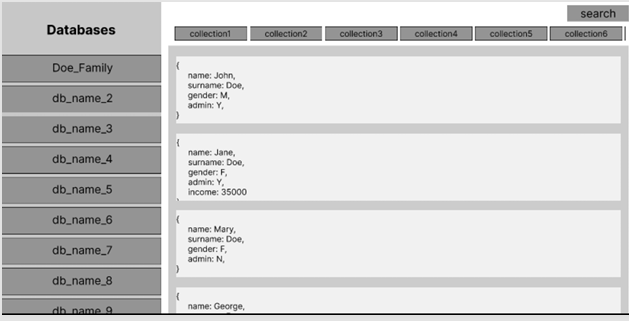 search
Databases
collection1 collection2 collection3 collection4 collection5 collection6
Doe_Family
db_name_2
db_name_3
db_name_4
db_name_5
db_name_6
db_name_7
db_name_8
db_name_9
{
name: John,
surname: Doe,
gender: M,
admin: Y,
}
{
name: Jane,
surname: Doe,
gender: F,
admin: Y,
income: 35000
{
name: Mary,
surname: Doe,
gender: F,
admin: N,
}
{
name: George,